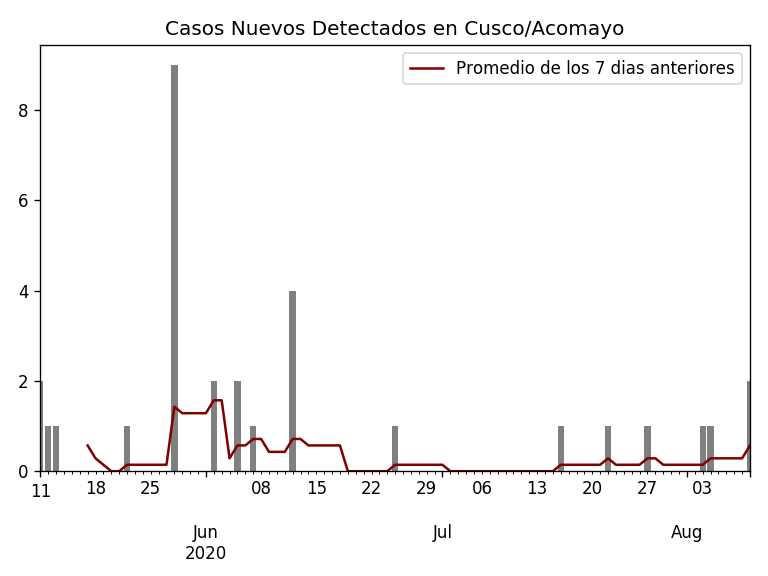 Casos Nuevos Detectados en Cusco/Acomayo
Promedio de los 7 dias anteriores
8
6
4
2
0
11 18 25 08 15 22 29 06 13 20 27 03
Jun Jul Aug
2020